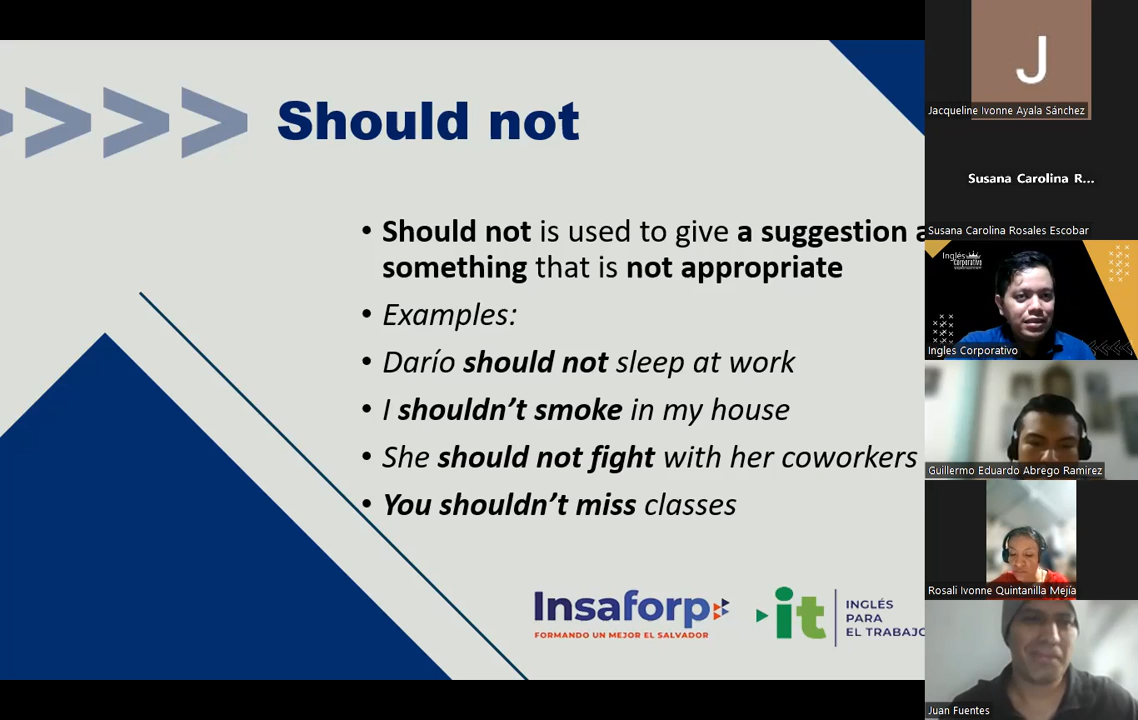 Should not
• Should not is used to give a suggestion a
something that is not appropriate
• Examples:
• Darío should not sleep at work
• I shouldn’t smoke in my house
• She should not fight with her coworkers
• You shouldn’t miss classes
Insaforp
FORMANDO UN MEJOR EL SALVADOR
it
INGLÉS
PARA
EL TRABAJO
J
Jacqueline Ivonne Ayala Sánchez
Susana Carolina R...
Susana Carolina Rosales Escobar
Inglés
Corporativo
Ingles Corporativo
Guillermo Eduardo Abrego Ramirez
Rosali Ivonne Quintanilla Mejía
Juan Fuentes